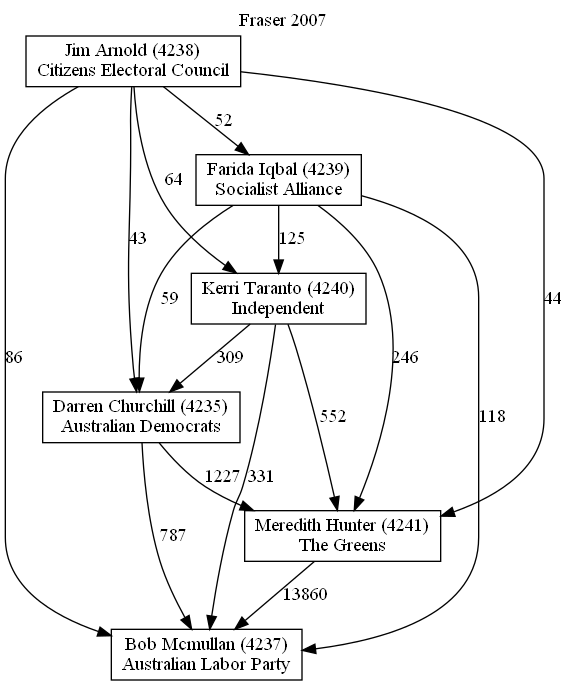 Fraser 2007
Jim Arnold (4238)
Citizens Electoral Council
52
Farida Iqbal (4239)
Socialist Alliance
64
43
125
59
Kerri Taranto (4240)
Independent
44
86
309
246
Darren Churchill (4235)
Australian Democrats
552
118
1227
331
787
Meredith Hunter (4241)
The Greens
13860
Bob Mcmullan (4237)
Australian Labor Party